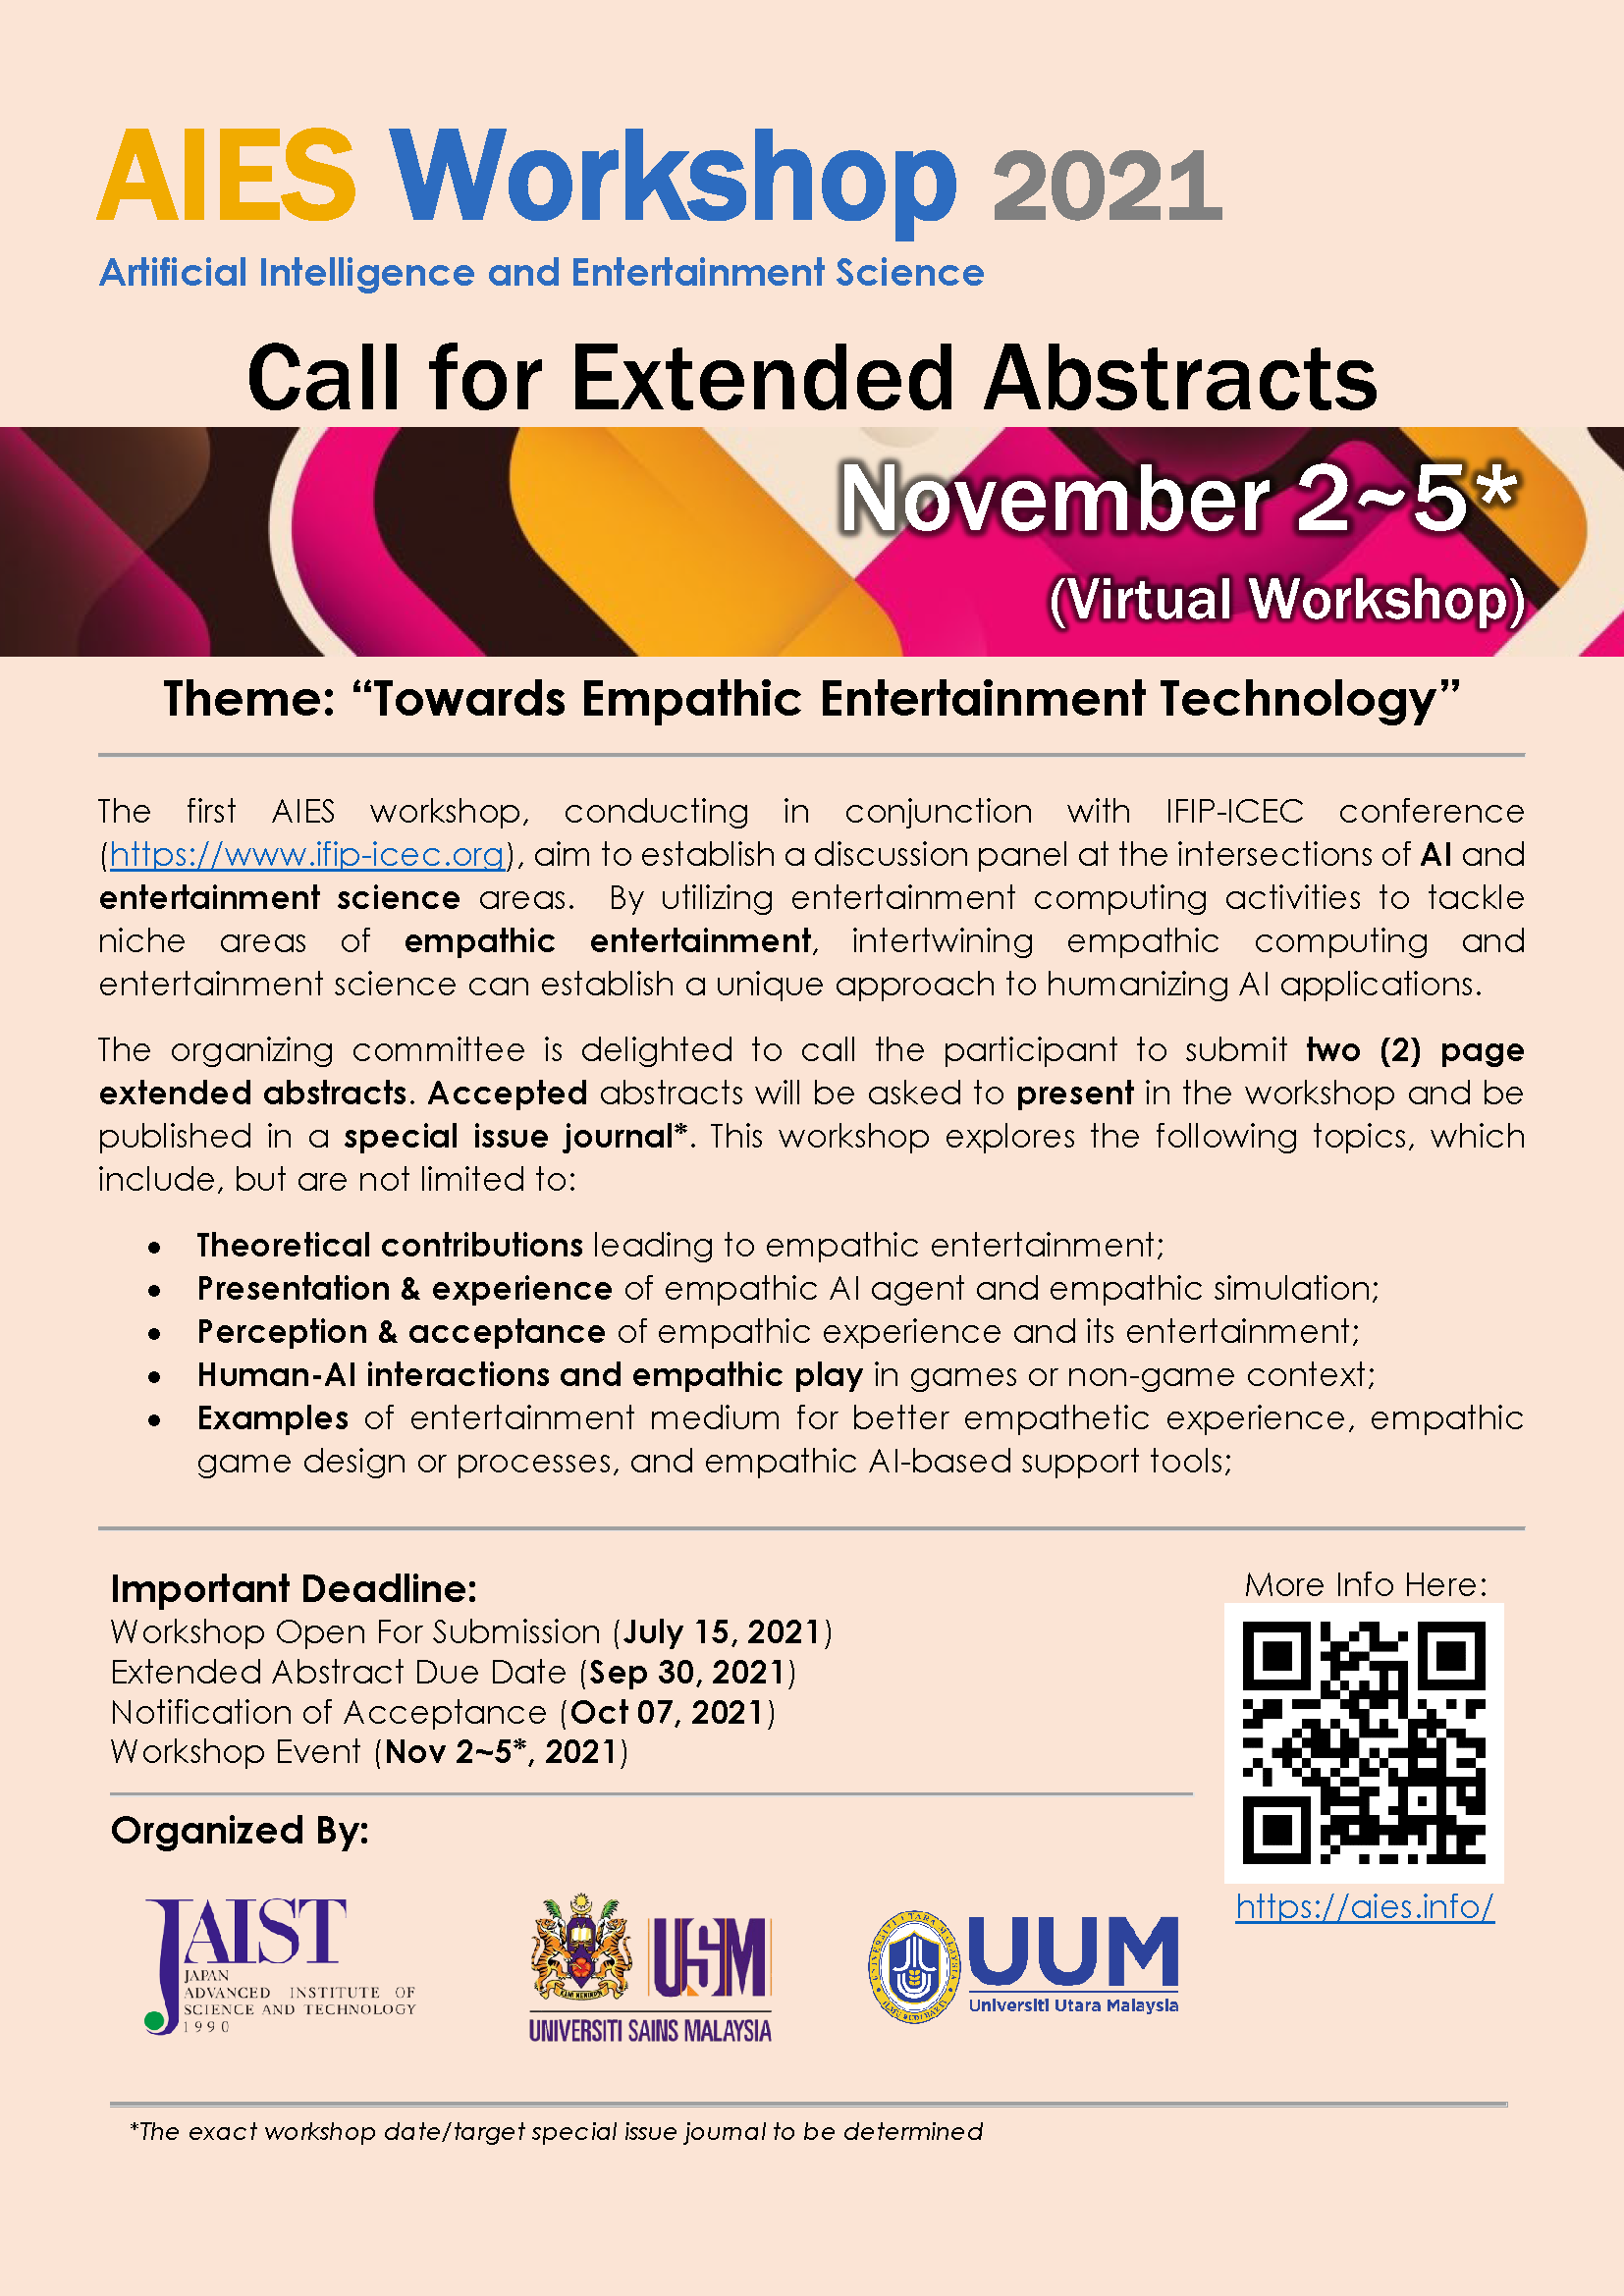 AIES Workshop 2021
Artificial Intelligence and Entertainment Science
Call for Extended Abstracts
November 2~5*
(Virtual Workshop)
Theme: “Towards Empathic Entertainment Technology”
The first AIES workshop, conducting in conjunction with IFIP-ICEC conference
(https://www.ifip-icec.org), aim to establish a discussion panel at the intersections of AI and
entertainment science areas. By utilizing entertainment computing activities to tackle
niche areas of empathic entertainment, intertwining empathic computing and
entertainment science can establish a unique approach to humanizing AI applications.
The organizing committee is delighted to call the participant to submit two (2) page
extended abstracts. Accepted abstracts will be asked to present in the workshop and be
published in a special issue journal*. This workshop explores the following topics, which
include, but are not limited to:
• Theoretical contributions leading to empathic entertainment;
• Presentation & experience of empathic AI agent and empathic simulation;
• Perception & acceptance of empathic experience and its entertainment;
• Human-AI interactions and empathic play in games or non-game context;
• Examples of entertainment medium for better empathetic experience, empathic
game design or processes, and empathic AI-based support tools;
Important Deadline:
Workshop Open For Submission (July 15, 2021)
Extended Abstract Due Date (Sep 30, 2021)
Notification of Acceptance (Oct 07, 2021)
Workshop Event (Nov 2~5*, 2021)
More Info Here:
https://aies.info/
Organized By:
JAIST
JAPAN
ADVANCED INSTITUTE OF
SCIENCE AND TECHNOLOGY
1990
USM
UNIVERSITI SAINS MALAYSIA
UNIVERSITI UTARA MALAYSIA
ILMU BUDI BAKTI
UUM
Universiti Utara Malaysia
*The exact workshop date/target special issue journal to be determined